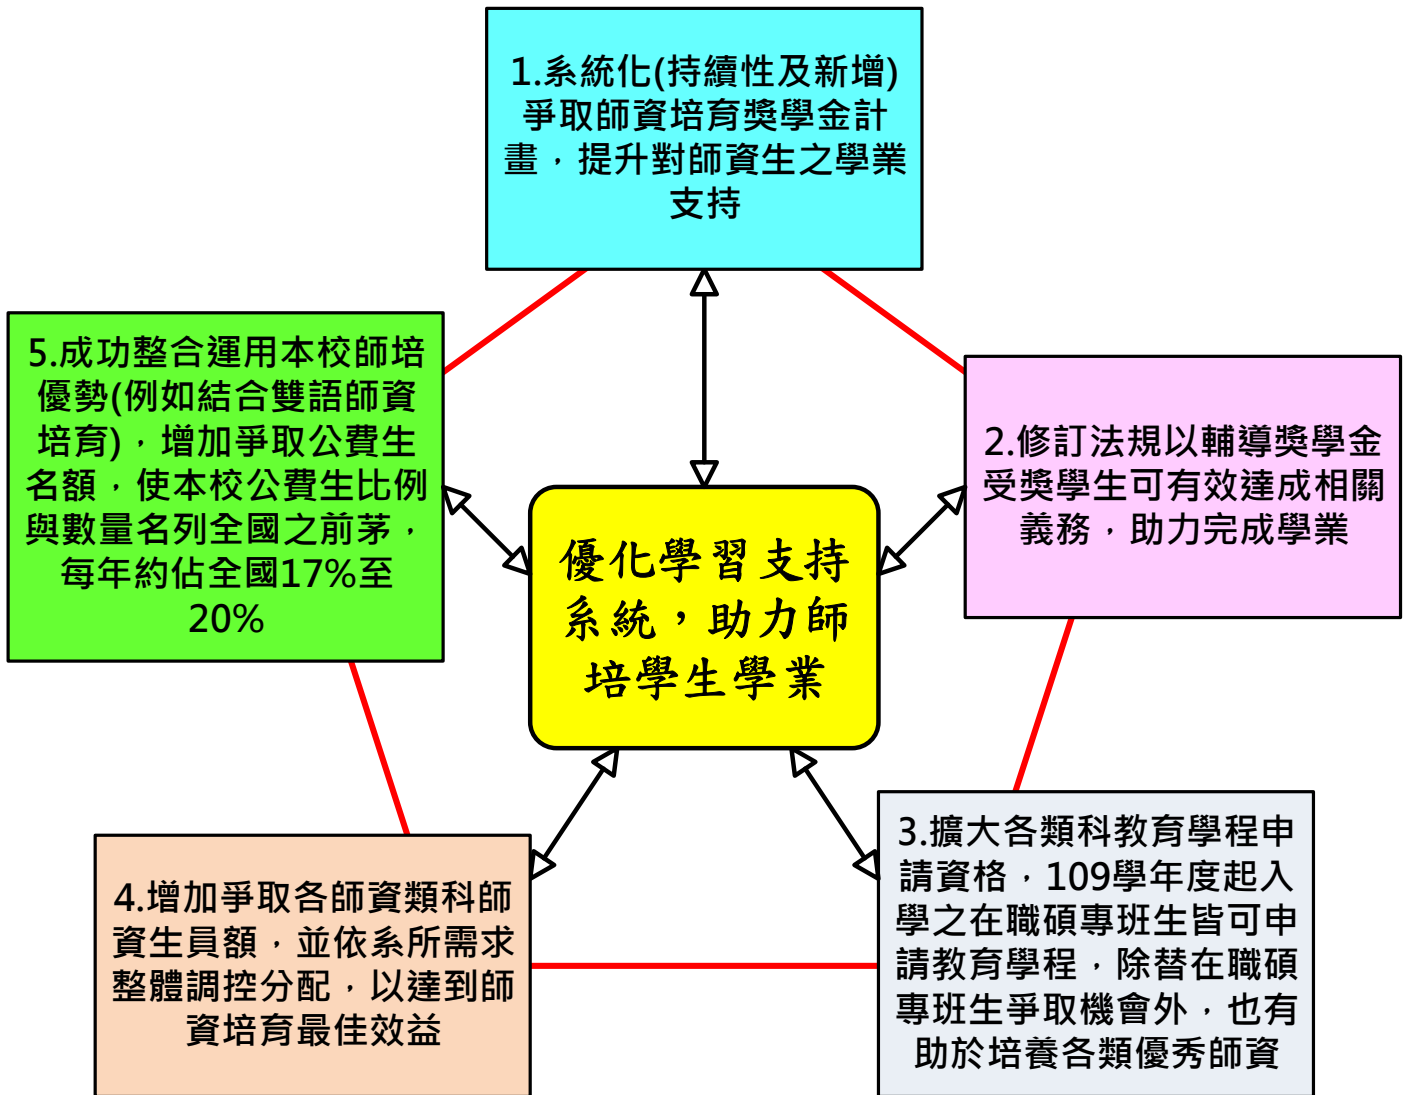 1.系統化(持續性及新增)
爭取師資培育獎學金計
畫，提升對師資生之學業
支持
2.修訂法規以輔導獎學金
受獎學生可有效達成相關
義務，助力完成學業
3.擴大各類科教育學程申
請資格，109學年度起入
學之在職碩專班生皆可申
請教育學程，除替在職碩
專班生爭取機會外，也有
助於培養各類優秀師資
4.增加爭取各師資類科師
資生員額，並依系所需求
整體調控分配，以達到師
資培育最佳效益
5.成功整合運用本校師培
優勢(例如結合雙語師資
培育)，增加爭取公費生
名額，使本校公費生比例
與數量名列全國之前茅，
每年約佔全國17%至
20%
優化學習支持
系統，助力師
培學生學業